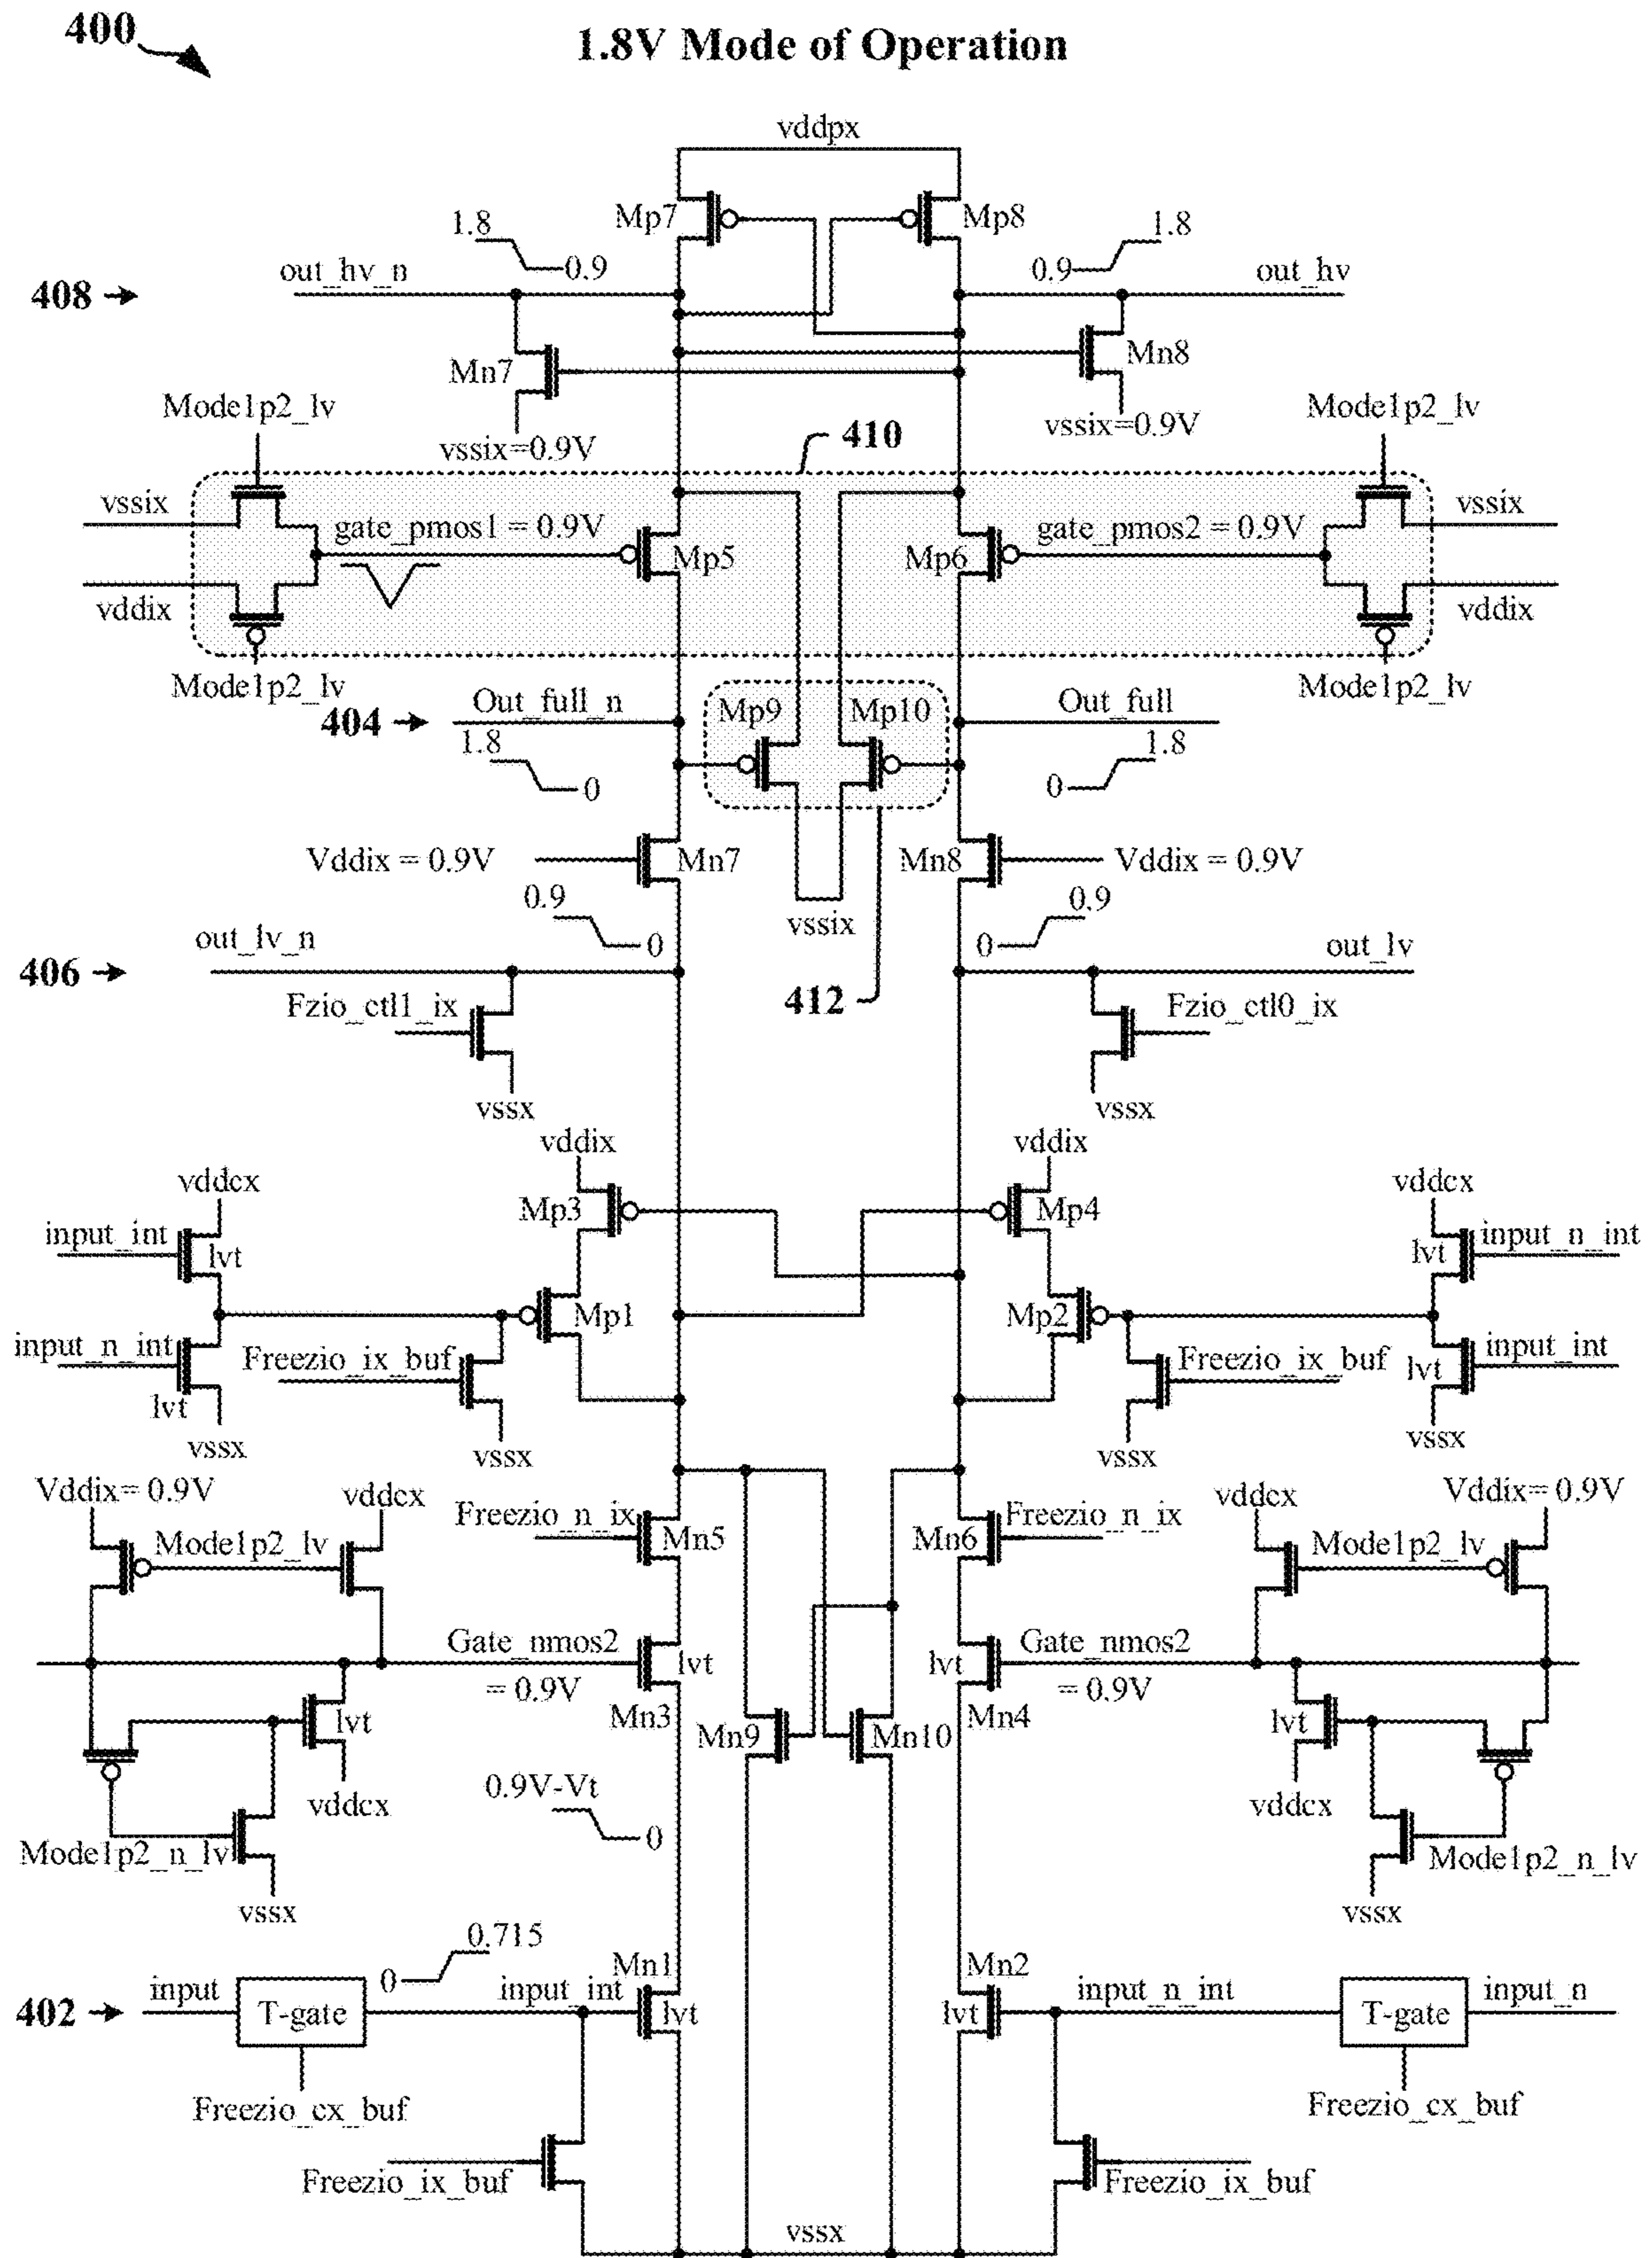 400
1.8V Mode of Operation
vddpx
Mp7 Mp8
1.8 1.8
out_hv_n 0.9 0.9 out_hv
408
Mn7 Mn8
Mode1p2_lv Mode1p2_lv
vssix=0.9V vssix=0.9V
410
vssix gate_pmos1 = 0.9V gate_pmos2 = 0.9V vssix
Mp5 Mp6
vddix vddix
Mode1p2_lv Mode1p2_lv
404 Out_full_n Mp9 Mp10 Out_full
1.8 1.8
0 0
Vddix = 0.9V Mn7 Mn8 Vddix = 0.9V
0.9 0.9
vssix
out_lv_n 0 0 out_lv
406
Fzio_ctl1_ix 412 Fzio_ctl0_ix
vssx vssx
vddix vddix
vddcx vddcx
Mp3 Mp4
input_int lvt lvt input_n_int
Mp1 Mp2
input_n_int Freezio_ix_buf Freezio_ix_buf lvt input_int
lvt
vssx vssx vssx vssx
Vddix= 0.9V vddcx vddcx Vddix= 0.9V
Freezio_n_ix Freezio_n_ix
Mode1p2_lv Mn5 Mn6 Mode1p2_lv
Gate_nmos2 Gate_nmos2
lvt lvt
= 0.9V = 0.9V
Mn3 Mn4
lvt Mn9 Mn10 lvt
0.9V-Vt
vddcx vddcx
0
Mode1p2_n_lv Mode1p2_n_lv
vssx vssx
0.715
Mn1 Mn2
402 input T-gate 0 input_int lvt lvt input_n_int T-gate input_n
Freezio_cx_buf Freezio_cx_buf
Freezio_ix_buf Freezio_ix_buf
vssx